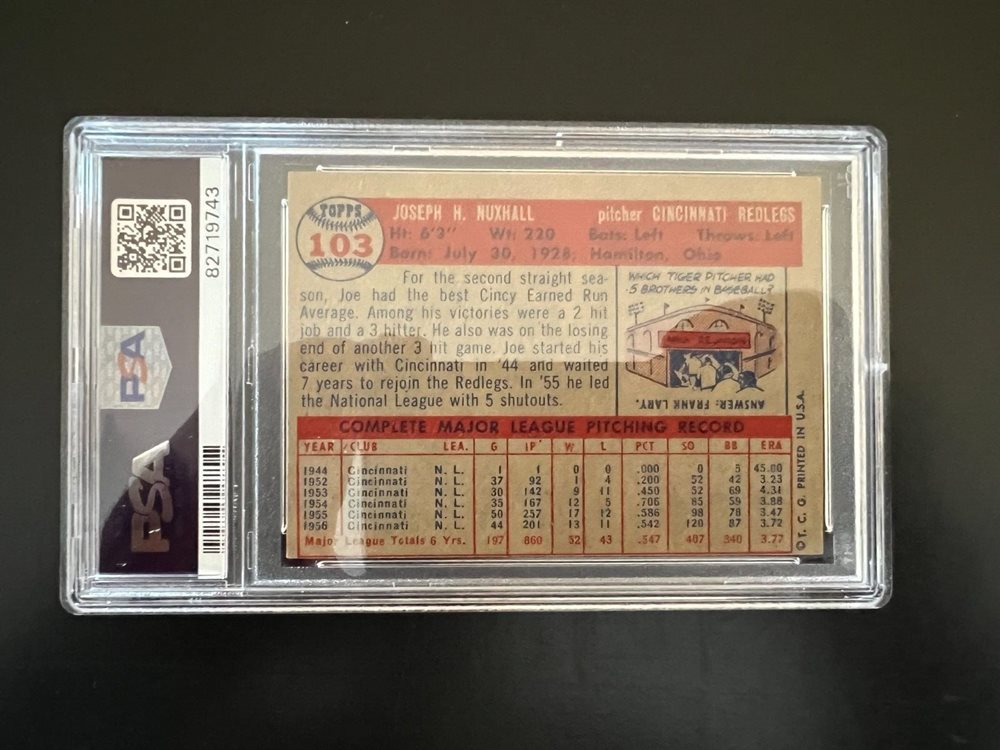 82719743
PSA
PSA
TOPPS
103
JOSEPH H. NUXHALL pitcher CINCINNATI REDLEGS
Ht: 6'3" Wt: 220 Bats: Left Throws: Left
Born: July 30, 1928, Hamilton, Ohio
For the second straight sea-
son, Joe had the best Cincy Earned Run
Average. Among his victories were a 2 hit
job and a 3 hitter. He also was on the losing
end of another 3 hit game. Joe started his
career with Cincinnati in '44 and waited
7 years to rejoin the Redlegs. In '55 he led
the National League with 5 shutouts.
WHICH TIGER PITCHER HAD
5 BROTHERS IN BASEBALL?
ANSWER: FRANK LARY.
COMPLETE MAJOR LEAGUE PITCHING RECORD
YEAR CLUB LEA. G IP W L PCT SO BB ERA
1944 Cincinnati N. L. 1 1 0 0 .000 0 5 45.00
1952 Cincinnati N. L. 37 92 1 4 .200 52 42 3.23
1953 Cincinnati N. L. 30 142 9 11 .450 52 69 4.31
1954 Cincinnati N. L. 35 167 12 5 .706 85 59 3.88
1955 Cincinnati N. L. 50 257 17 12 .586 98 78 3.47
1956 Cincinnati N. L. 44 201 13 11 .542 120 87 3.72
Major League Totals 6 Yrs. 197 860 52 43 .547 407 340 3.77
© T. C. G. PRINTED IN U.S.A.